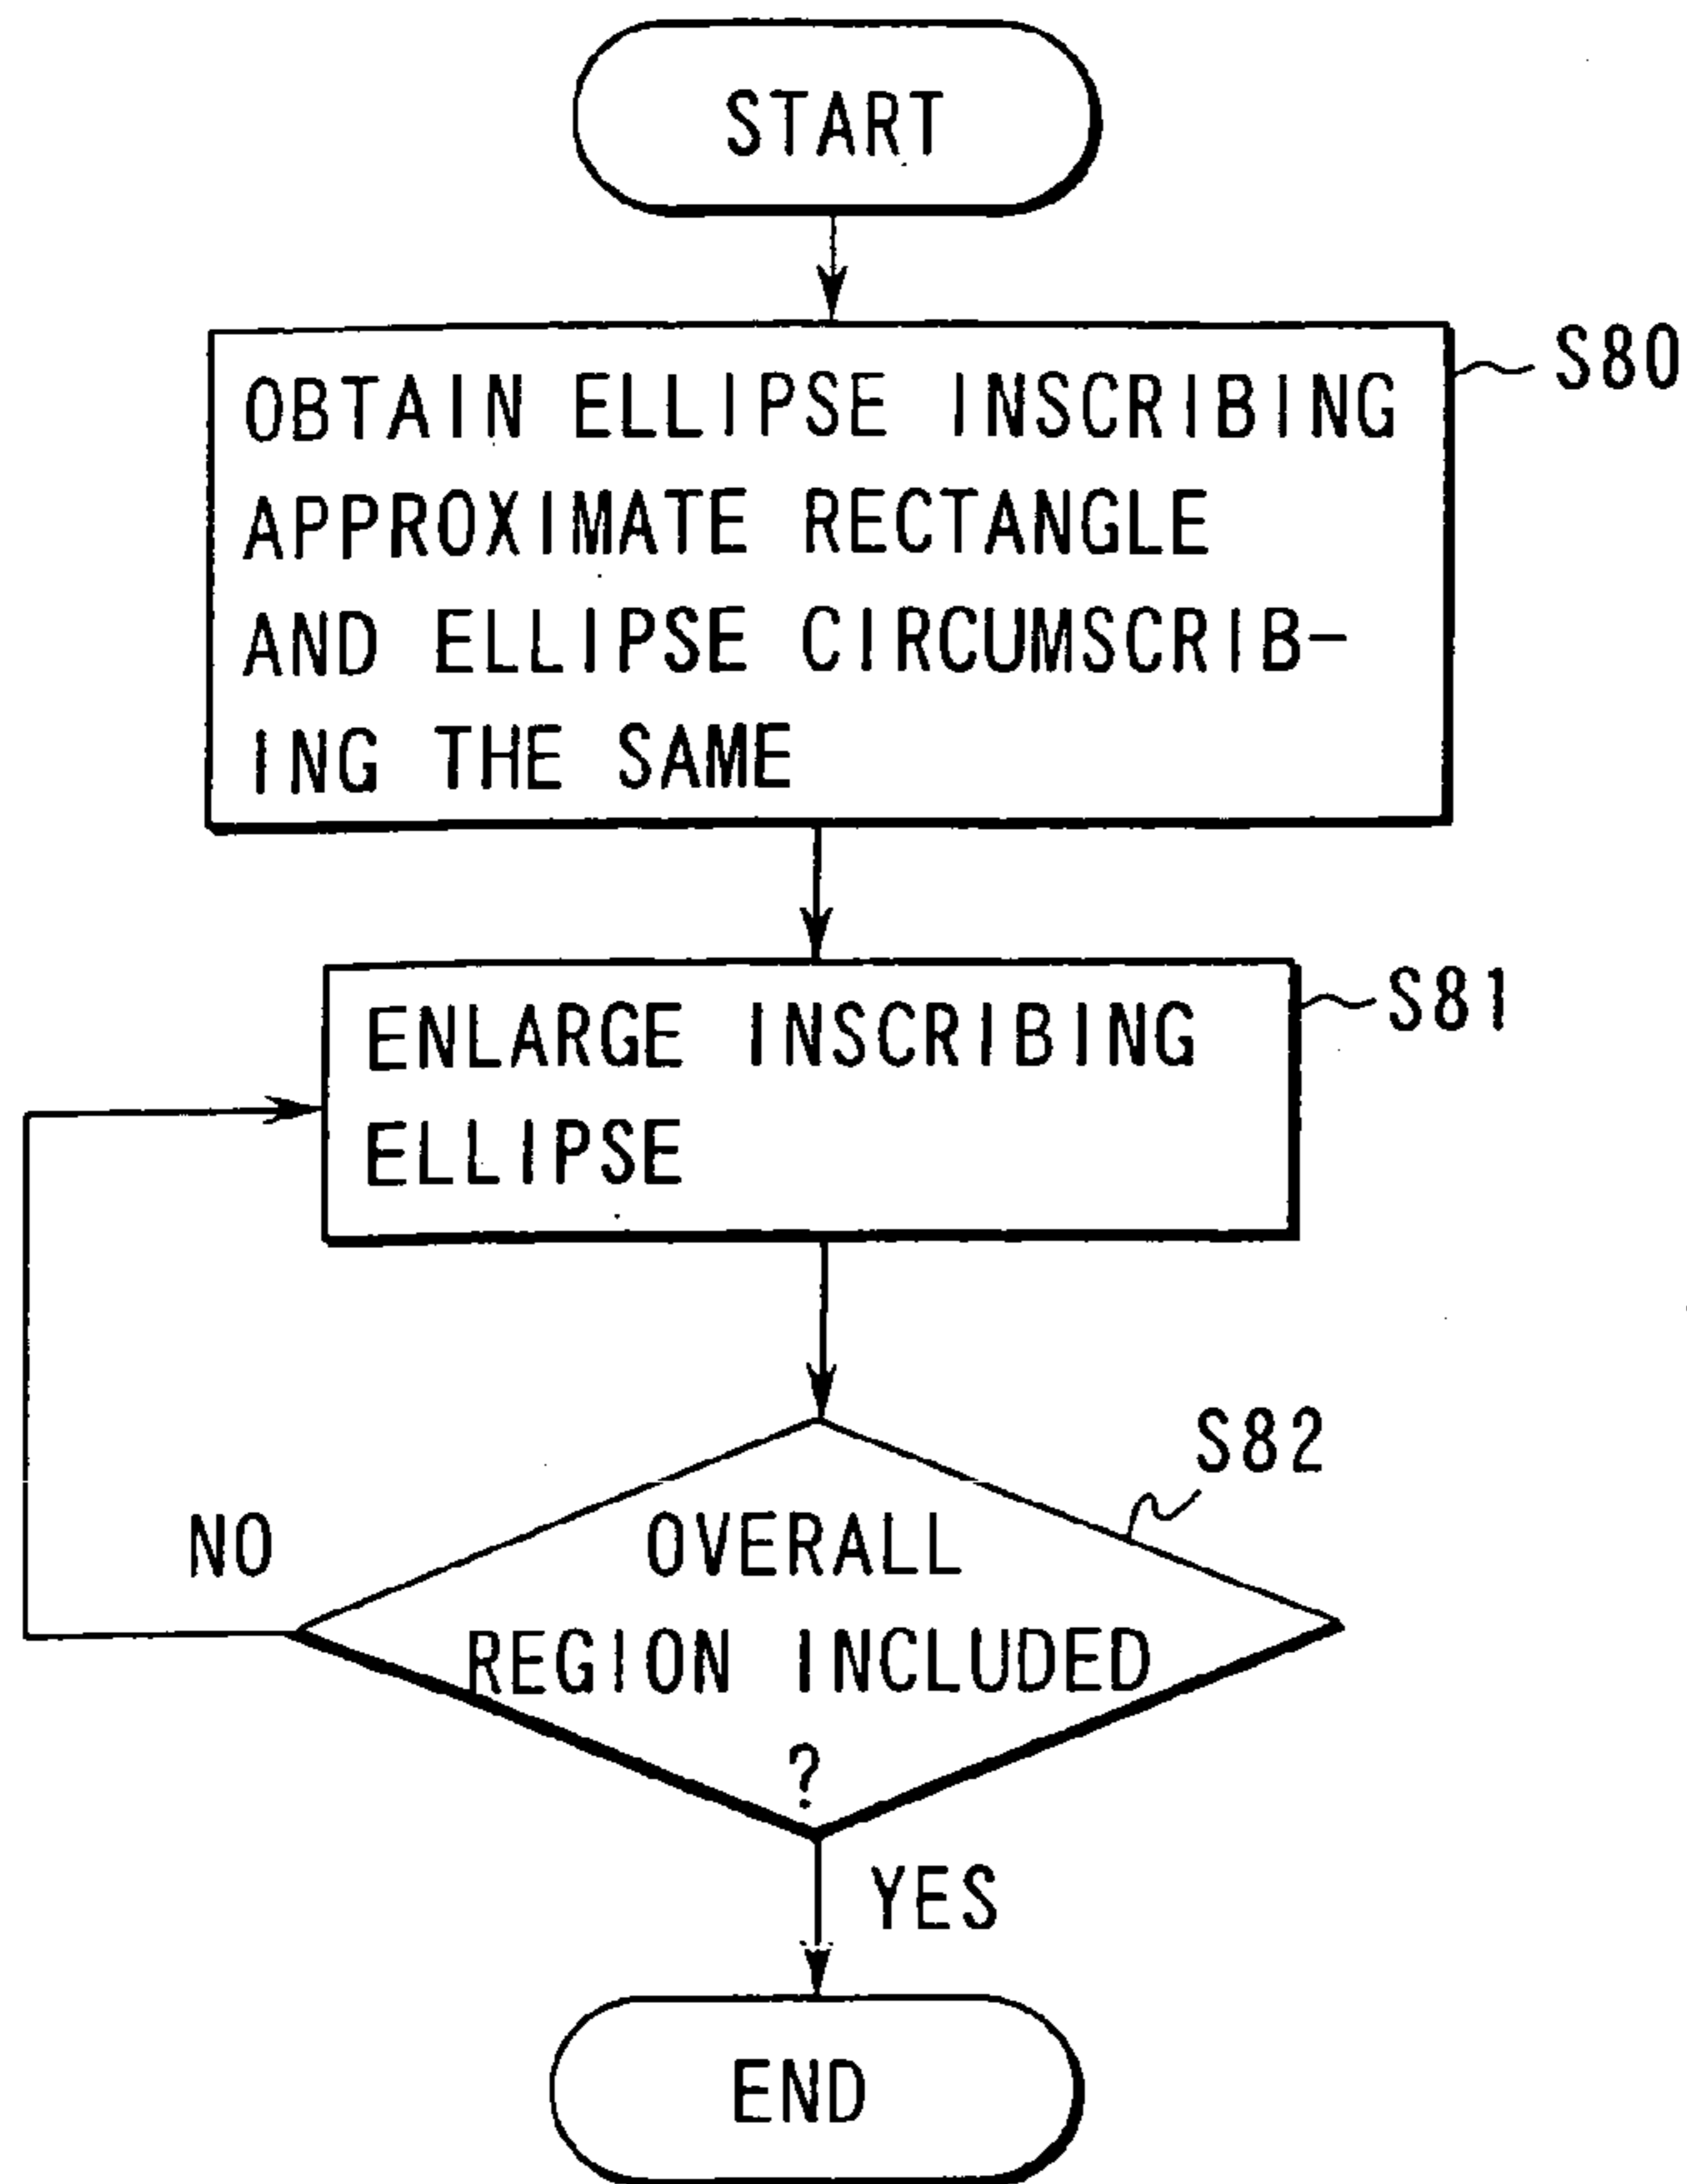 START
S80
OBTAIN ELLIPSE INSCRIBING
APPROXIMATE RECTANGLE
AND ELLIPSE CIRCUMSCRIB-
ING THE SAME
S81
ENLARGE INSCRIBING
ELLIPSE
S82
NO
OVERALL
REGION INCLUDED
?
YES
END